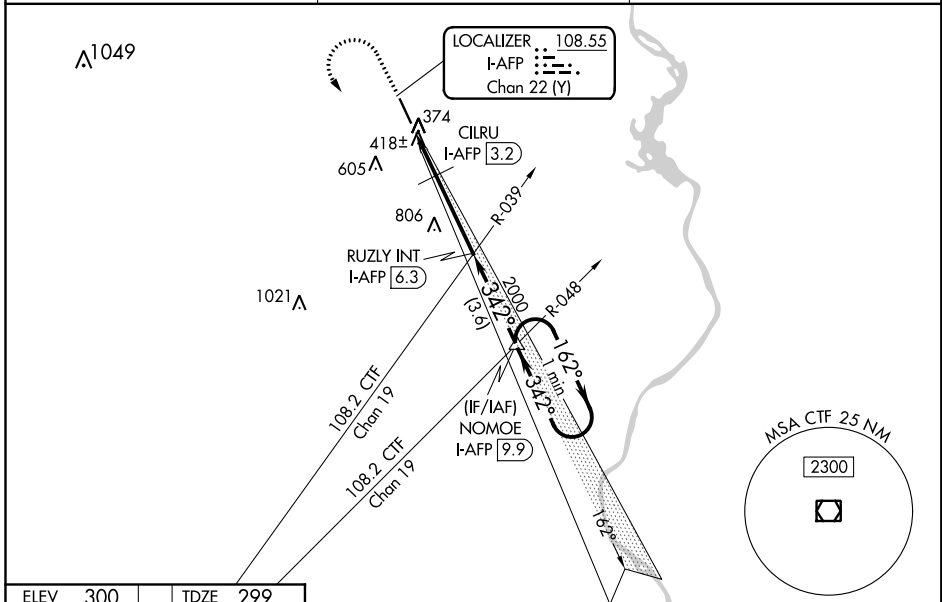 1049
LOCALIZER 108.55
I-AFP
Chan 22 (Y)
374
418±
CILRU
I-AFP 3.2
605
R-039
806
RUZLY INT
I-AFP 6.3
1021
2000
342°
(3.6)
R-048
162°
1 min
342°
108.2 CTF
Chan 19
(IF/IAF)
NOMOE
I-AFP 9.9
108.2 CTF
Chan 19
MSA CTF 25 NM
2300
162°
ELEV 300
TDZE 299